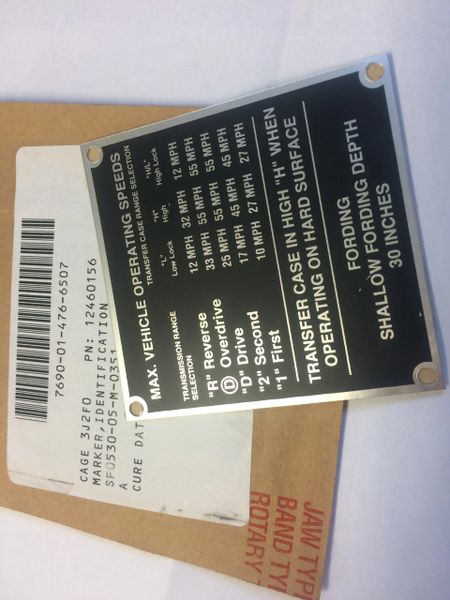 MAX. VEHICLE OPERATING SPEEDS
TRANSFER CASE RANGE SELECTION
TRANSMISSION RANGE "L" "H" "H/L"
SELECTION Low Lock High High Lock
"R" Reverse 12 MPH 32 MPH 12 MPH
Ⓓ Overdrive 33 MPH 55 MPH 55 MPH
"D" Drive 25 MPH 55 MPH 55 MPH
"2" Second 17 MPH 45 MPH 45 MPH
"1" First 10 MPH 27 MPH 27 MPH
TRANSFER CASE IN HIGH "H" WHEN
OPERATING ON HARD SURFACE
FORDING
SHALLOW FORDING DEPTH
30 INCHES
7690-01-476-6507
CAGE 3J2F0 PN: 12460156
MARKER,IDENTIFICATION
SPO530-05-M-0351
A
CURE DAT
JAW TYP
BAND TY
ROTARY